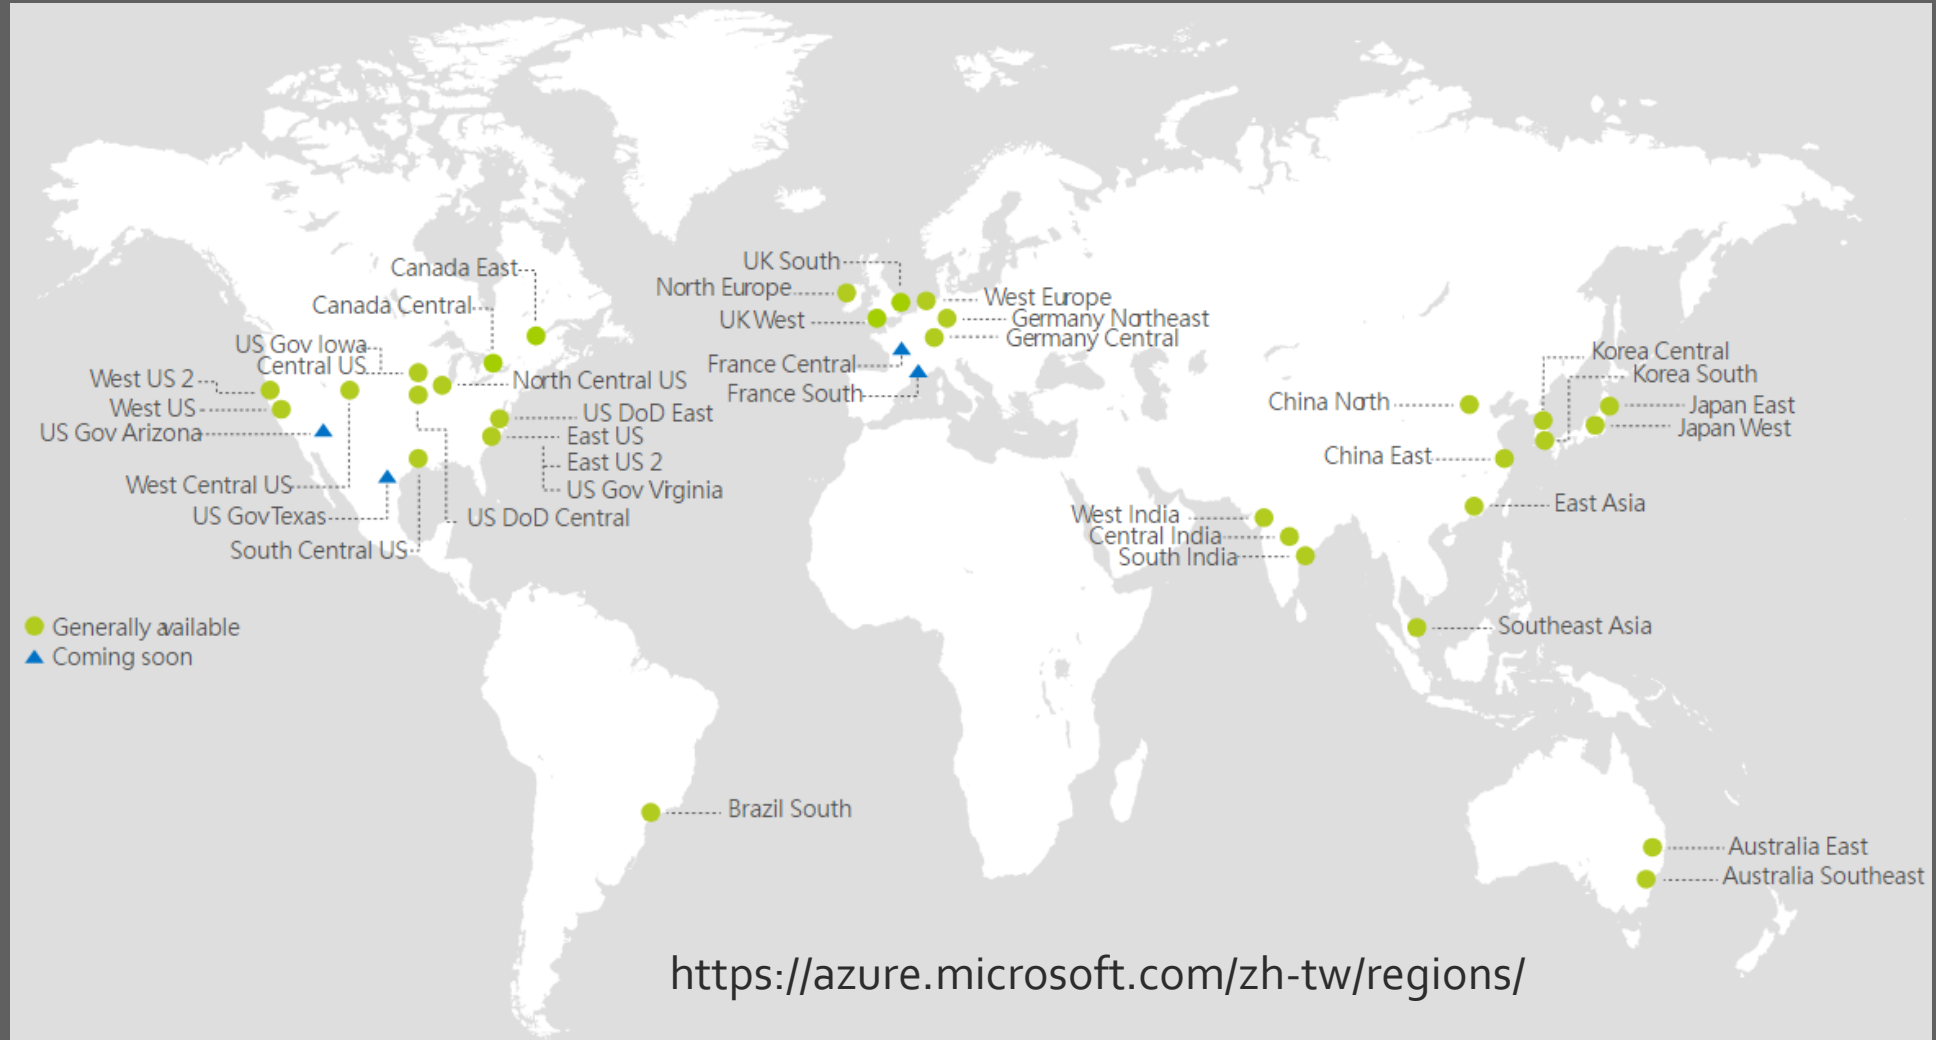 Canada East
Canada Central
US Gov Iowa
Central US
West US 2
West US
US Gov Arizona
West Central US
US Gov Texas
South Central US
North Central US
US DoD East
East US
East US 2
US Gov Virginia
US DoD Central
UK South
North Europe
UK West
West Europe
Germany Northeast
Germany Central
France Central
France South
Korea Central
Korea South
China North
Japan East
Japan West
China East
East Asia
West India
Central India
South India
Southeast Asia
Generally available
Coming soon
Brazil South
Australia East
Australia Southeast
https://azure.microsoft.com/zh-tw/regions/